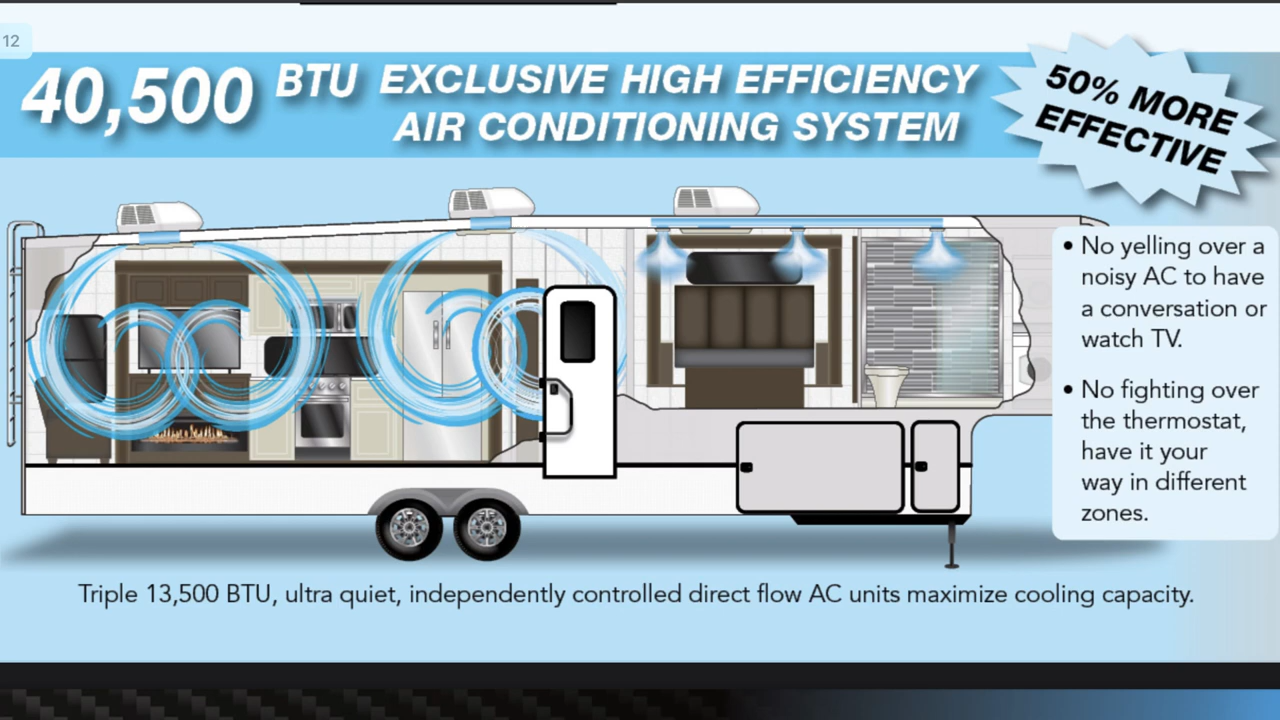 12
40,500 BTU EXCLUSIVE HIGH EFFICIENCY
AIR CONDITIONING SYSTEM
50% MORE
EFFECTIVE
• No yelling over a
noisy AC to have
a conversation or
watch TV.
• No fighting over
the thermostat,
have it your
way in different
zones.
Triple 13,500 BTU, ultra quiet, independently controlled direct flow AC units maximize cooling capacity.